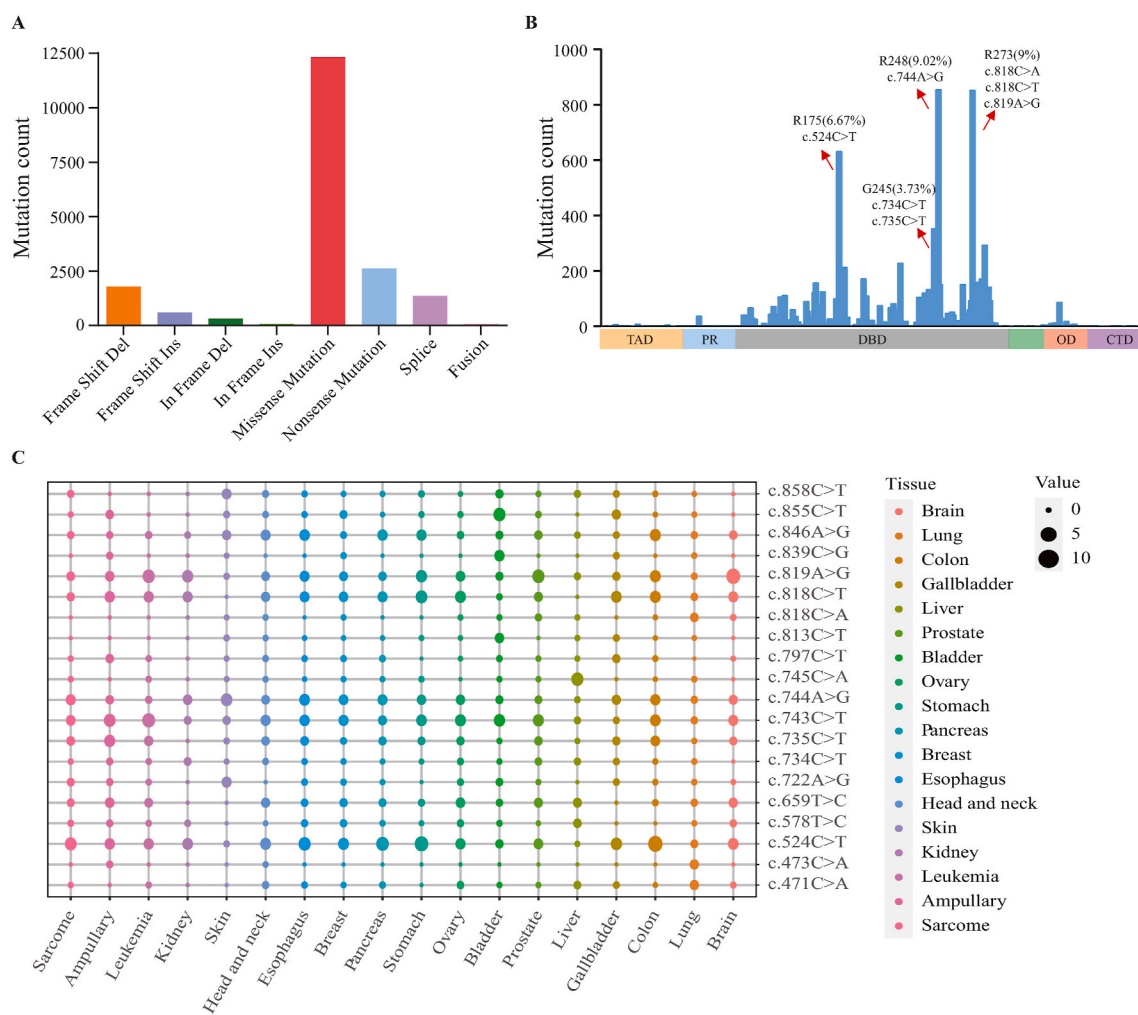 A
Mutation count
12500
10000
7500
5000
2500
0
Frame Shift Del
Frame Shift Ins
In Frame Del
In Frame Ins
Missense Mutation
Nonsense Mutation
Splice
Fusion
B
Mutation count
1000
800
600
400
200
0
R175(6.67%)
c.524C>T
R248(9.02%)
c.744A>G
G245(3.73%)
c.734C>T
c.735C>T
R273(9%)
c.818C>A
c.818C>T
c.819A>G
TAD
PR
DBD
OD
CTD
C
c.858C>T
c.855C>T
c.846A>G
c.839C>G
c.819A>G
c.818C>T
c.818C>A
c.813C>T
c.797C>T
c.745C>A
c.744A>G
c.743C>T
c.735C>T
c.734C>T
c.722A>G
c.659T>C
c.578T>C
c.524C>T
c.473C>A
c.471C>A
Sarcome
Ampullary
Leukemia
Kidney
Skin
Head and neck
Esophagus
Breast
Pancreas
Stomach
Ovary
Bladder
Prostate
Liver
Gallbladder
Colon
Lung
Brain
Tissue
Brain
Lung
Colon
Gallbladder
Liver
Prostate
Bladder
Ovary
Stomach
Pancreas
Breast
Esophagus
Head and neck
Skin
Kidney
Leukemia
Ampullary
Sarcome
Value
0
5
10